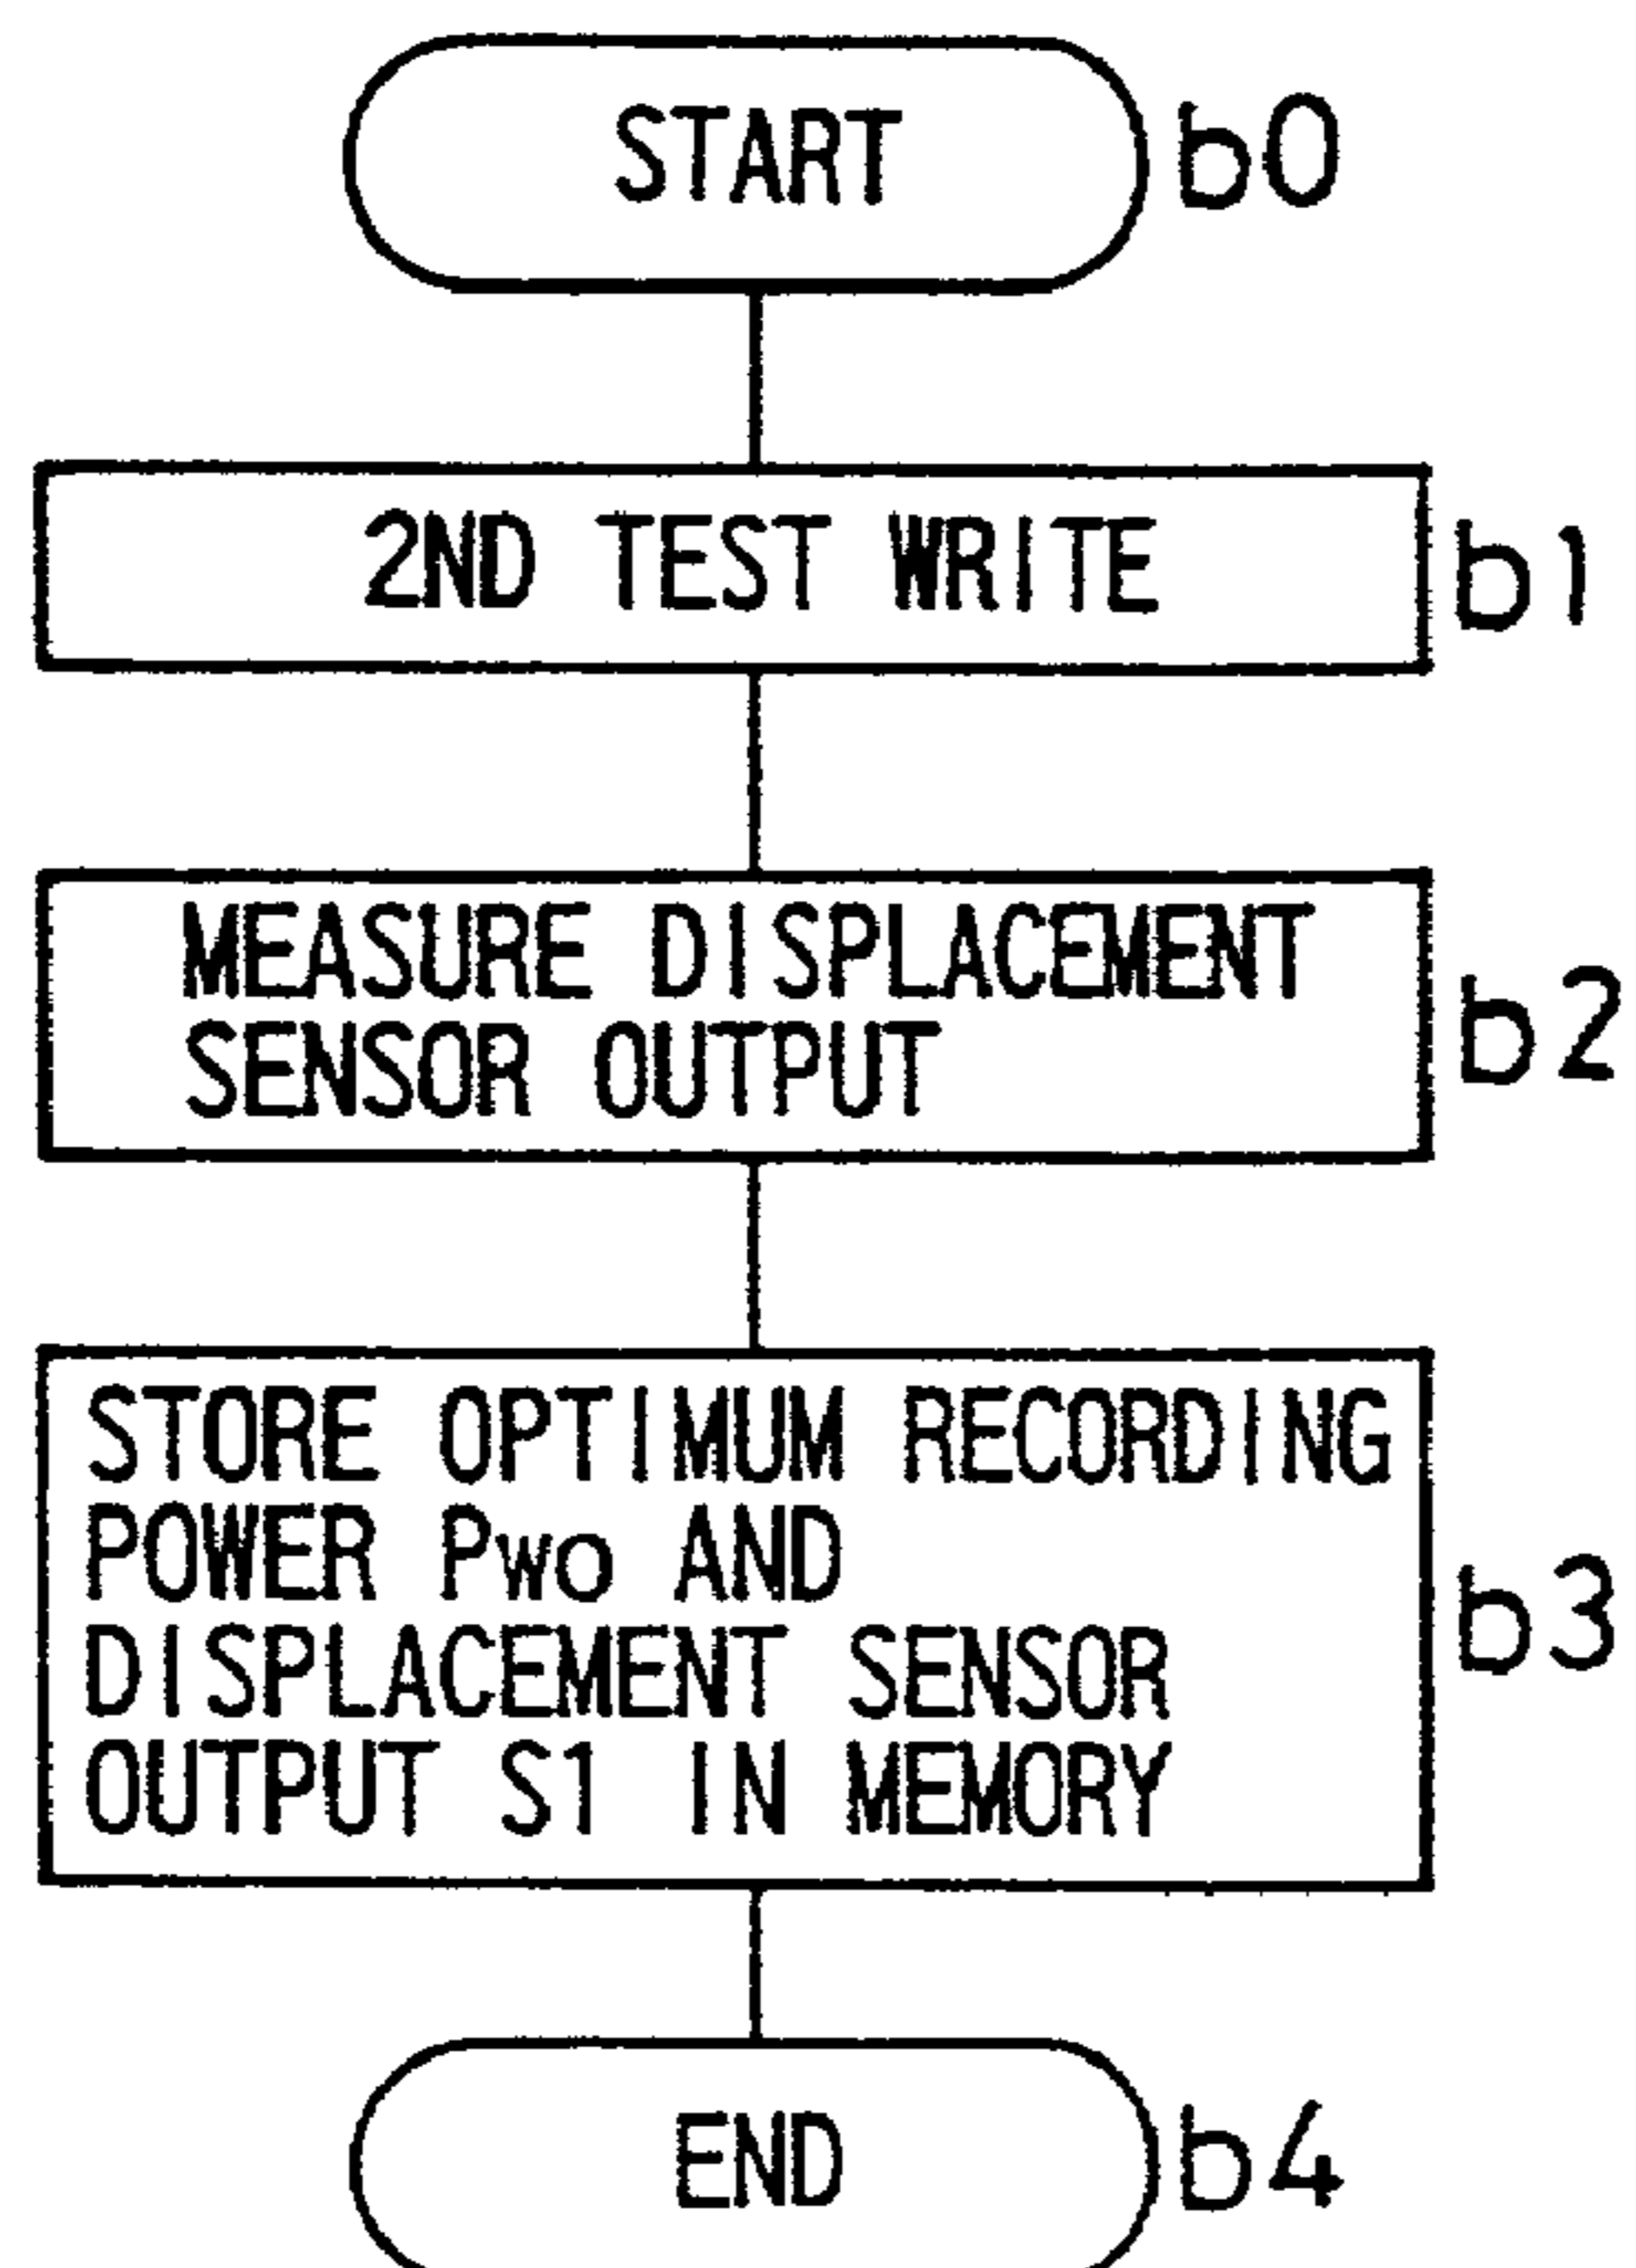 START b0
2ND TEST WRITE b1
MEASURE DISPLACEMENT
SENSOR OUTPUT b2
STORE OPTIMUM RECORDING
POWER Pwo AND
DISPLACEMENT SENSOR
OUTPUT S1 IN MEMORY
b3
END b4